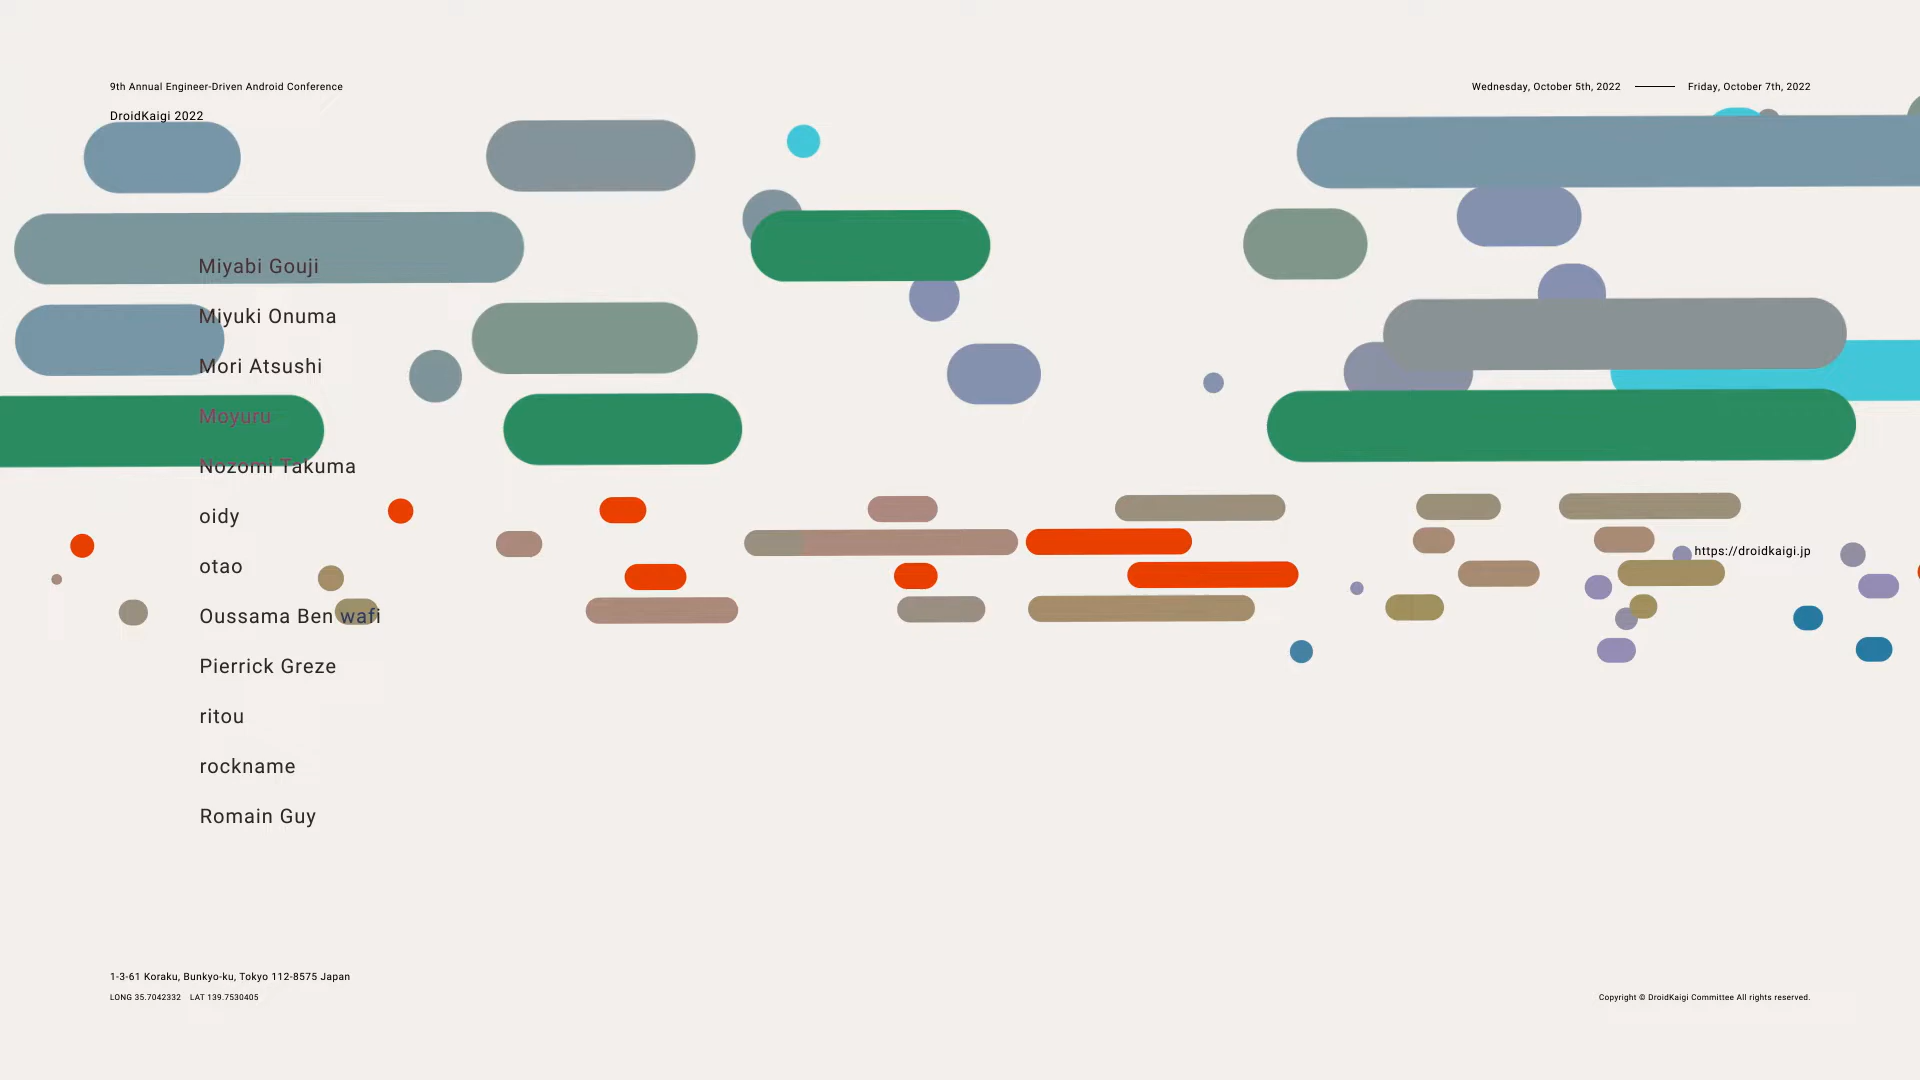 9th Annual Engineer-Driven Android Conference
DroidKaigi 2022
Wednesday, October 5th, 2022
Friday, October 7th, 2022
Miyabi Gouji
Miyuki Onuma
Mori Atsushi
Moyuru
Nozomi Takuma
oidy
otao
Oussama Ben wafi
Pierrick Greze
ritou
rockname
Romain Guy
https://droidkaigi.jp
1-3-61 Koraku, Bunkyo-ku, Tokyo 112-8575 Japan
LONG 35.7042332 LAT 139.7530405
Copyright © DroidKaigi Committee All rights reserved.